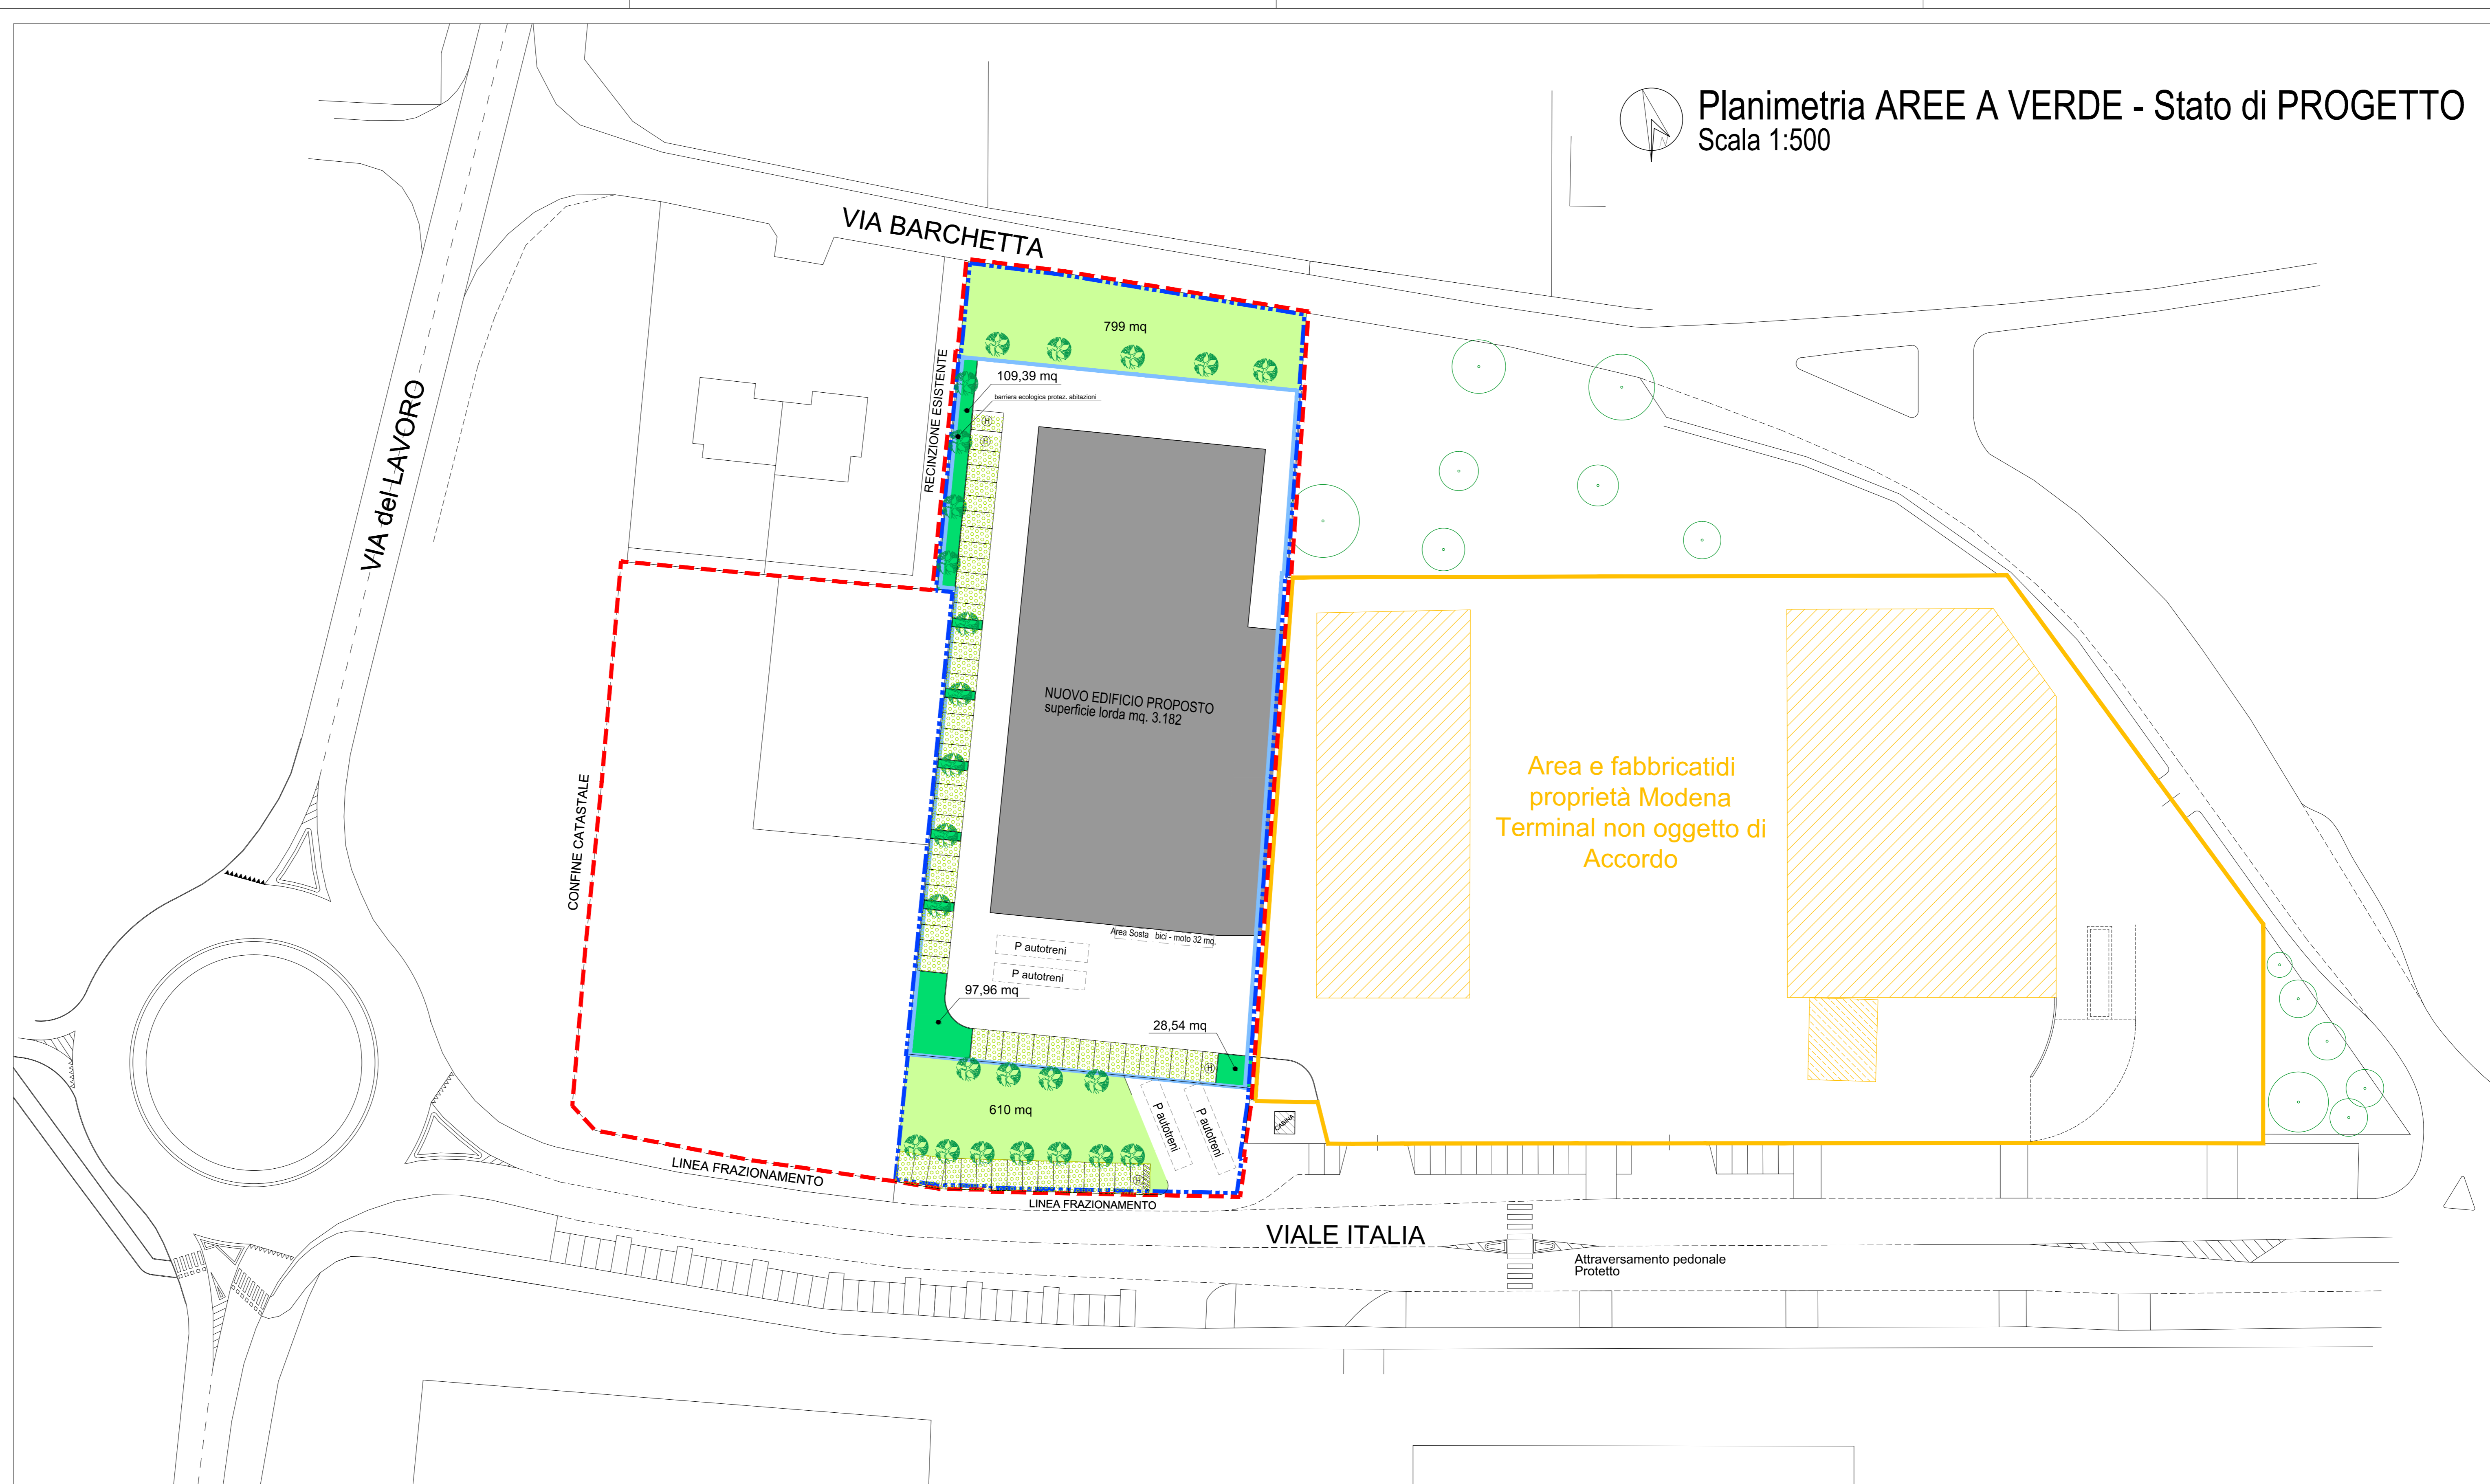 Planimetria AREE A VERDE - Stato di PROGETTO
Scala 1:500
N
VIA BARCHETTA
VIA del LAVORO
799 mq
RECINZIONE ESISTENTE
109,39 mq
barriera ecologica protez. abitazioni
H
H
NUOVO EDIFICIO PROPOSTO
superficie lorda mq. 3.182
Area e fabbricatidi
proprietà Modena
Terminal non oggetto di
Accordo
CONFINE CATASTALE
Area Sosta bici - moto 32 mq.
P autotreni
P autotreni
97,96 mq
28,54 mq
H
610 mq
P autotreni
P autotreni
CABINA
H
LINEA FRAZIONAMENTO
LINEA FRAZIONAMENTO
VIALE ITALIA
Attraversamento pedonale
Protetto